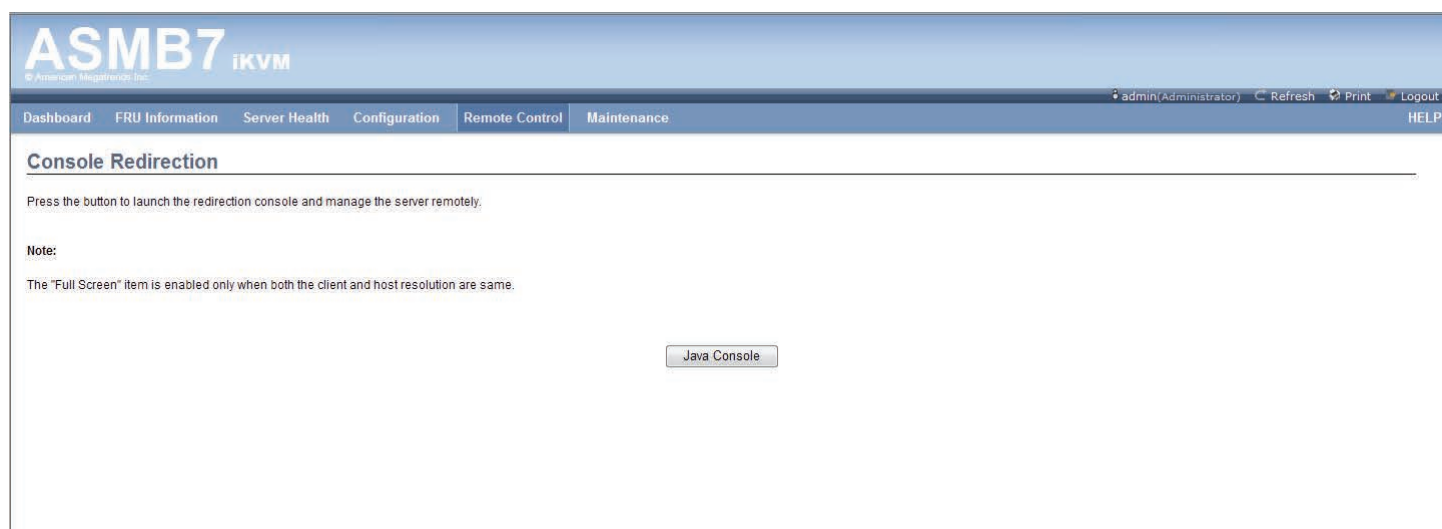 ASMB7 iKVM
© American Megatrends Inc.
admin(Administrator) Refresh Print Logout
Dashboard FRU Information Server Health Configuration Remote Control Maintenance HELP
Console Redirection
Press the button to launch the redirection console and manage the server remotely.
Note:
The "Full Screen" item is enabled only when both the client and host resolution are same.
Java Console